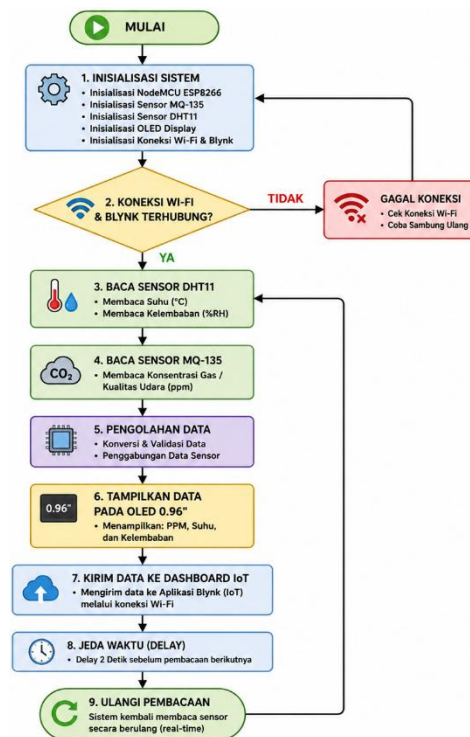 MULAI
1. INISIALISASI SISTEM
• Inisialisasi NodeMCU ESP8266
• Inisialisasi Sensor MQ-135
• Inisialisasi Sensor DHT11
• Inisialisasi OLED Display
• Inisialisasi Koneksi Wi-Fi & Blynk
2. KONEKSI WI-FI
& BLYNK TERHUBUNG?
TIDAK
GAGAL KONEKSI
• Cek Koneksi Wi-Fi
• Coba Sambung Ulang
YA
3. BACA SENSOR DHT11
• Membaca Suhu (°C)
• Membaca Kelembaban (%RH)
CO₂
4. BACA SENSOR MQ-135
• Membaca Konsentrasi Gas /
Kualitas Udara (ppm)
5. PENGOLAHAN DATA
• Konversi & Validasi Data
• Penggabungan Data Sensor
0.96"
6. TAMPILKAN DATA
PADA OLED 0.96"
• Menampilkan: PPM, Suhu,
dan Kelembaban
7. KIRIM DATA KE DASHBOARD IoT
• Mengirim data ke Aplikasi Blynk (IoT)
melalui koneksi Wi-Fi
8. JEDA WAKTU (DELAY)
• Delay 2 Detik sebelum pembacaan berikutnya
9. ULANGI PEMBACAAN
Sistem kembali membaca sensor
secara berulang (real-time)